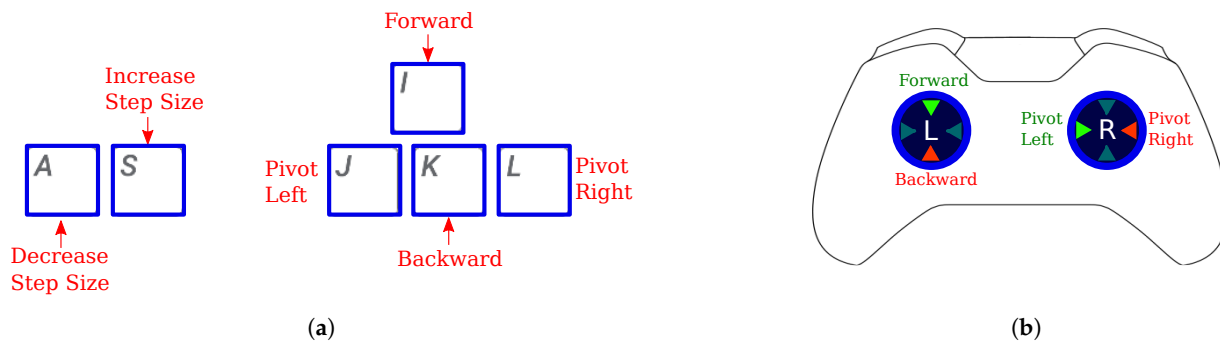 Forward
I
Increase
Step Size
A
S
Pivot
Left
J
K
L
Pivot
Right
Decrease
Step Size
Backward
(a)
Forward
L
Backward
Pivot
Left
R
Pivot
Right
(b)